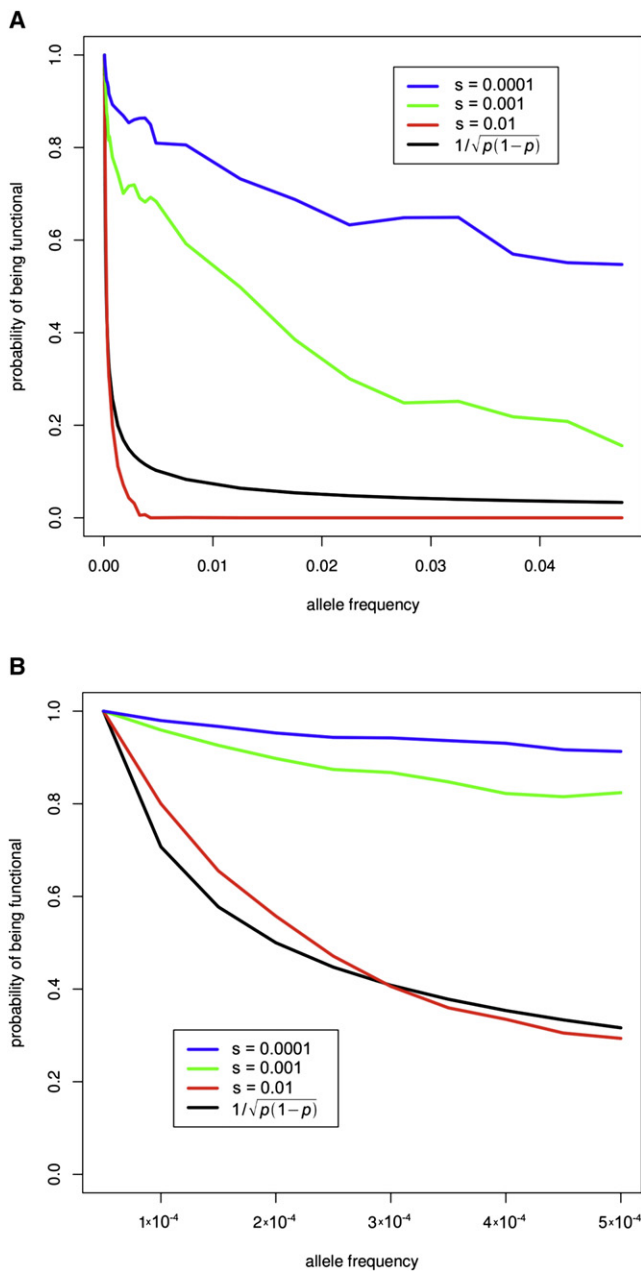 A
s = 0.0001
s = 0.001
s = 0.01
1/√p(1−p)
probability of being functional
1.0
0.8
0.6
0.4
0.2
0.0
0.00 0.01 0.02 0.03 0.04
allele frequency
B
probability of being functional
1.0
0.8
0.6
0.4
0.2
0.0
s = 0.0001
s = 0.001
s = 0.01
1/√p(1−p)
1×10⁻⁴ 2×10⁻⁴ 3×10⁻⁴ 4×10⁻⁴ 5×10⁻⁴
allele frequency